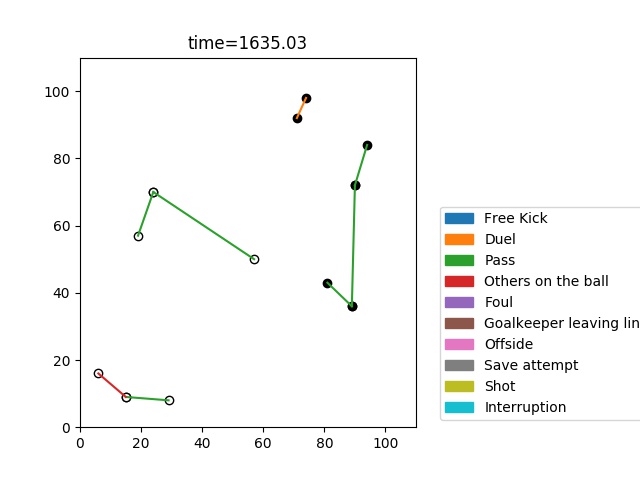 time=1635.03
100
80
60
40
20
0
0 20 40 60 80 100
Free Kick
Duel
Pass
Others on the ball
Foul
Goalkeeper leaving lin
Offside
Save attempt
Shot
Interruption